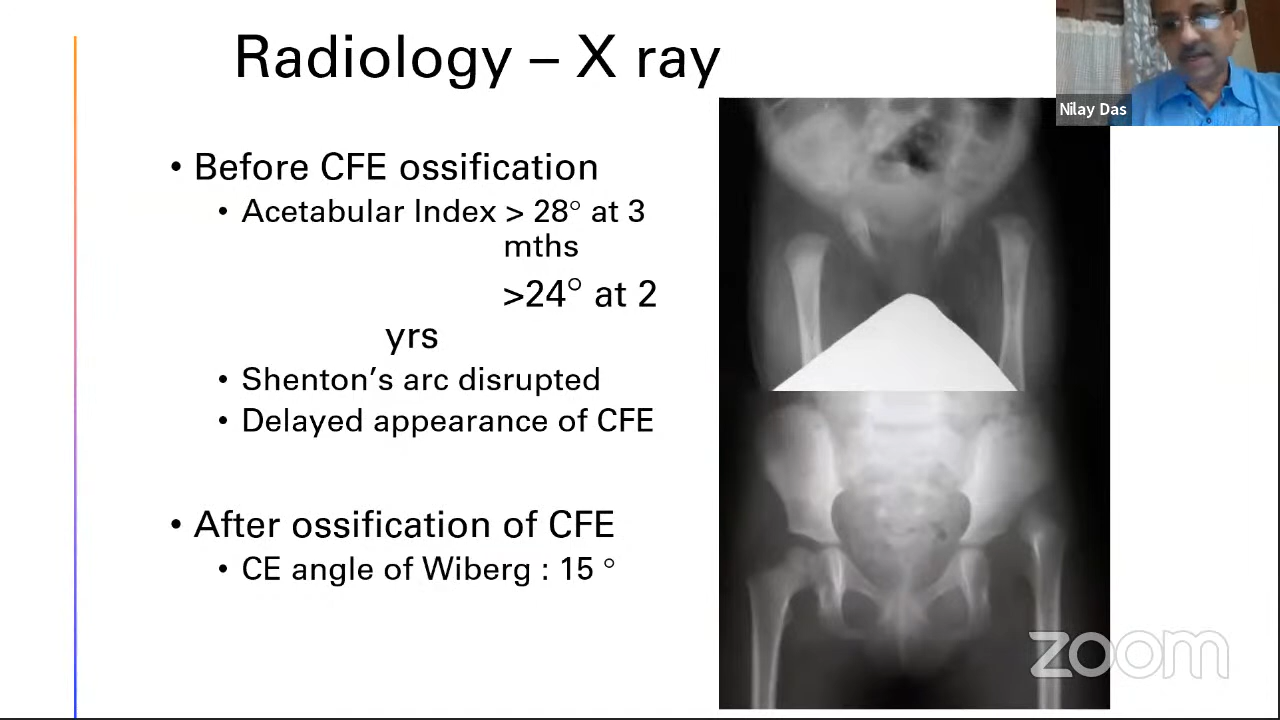 Radiology – X ray
Nilay Das
• Before CFE ossification
• Acetabular Index > 28° at 3
mths
>24° at 2
yrs
• Shenton’s arc disrupted
• Delayed appearance of CFE
• After ossification of CFE
• CE angle of Wiberg : 15 °
zoom